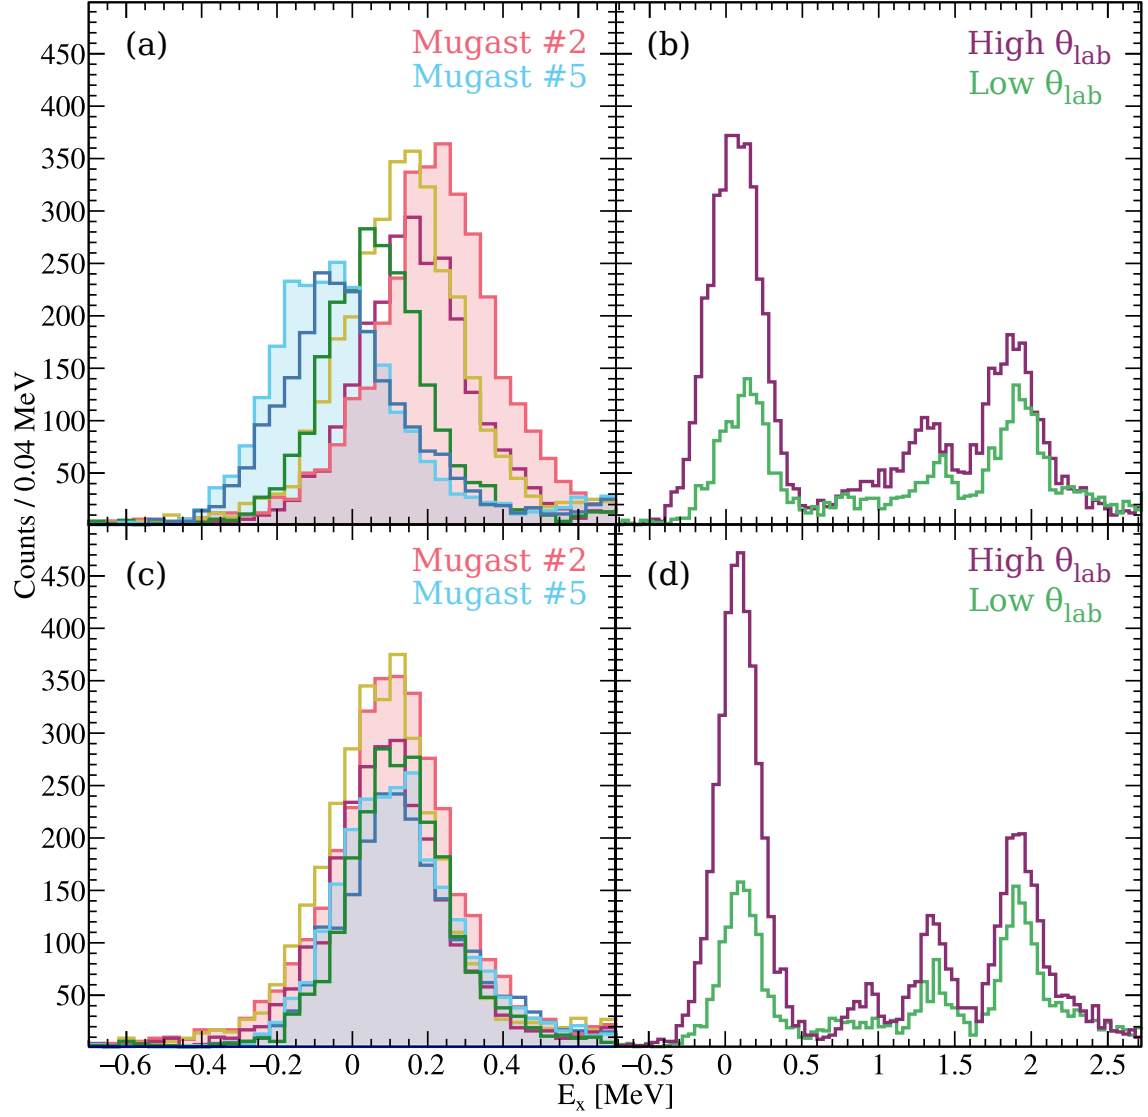 (a)
Mugast #2
Mugast #5
(b)
High θlab
Low θlab
450
400
350
300
250
200
150
100
50
(c)
Mugast #2
Mugast #5
(d)
High θlab
Low θlab
450
400
350
300
250
200
150
100
50
Counts / 0.04 MeV
−0.6 −0.4 −0.2 0 0.2 0.4 0.6
−0.5 0 0.5 1 1.5 2 2.5
Ex [MeV]